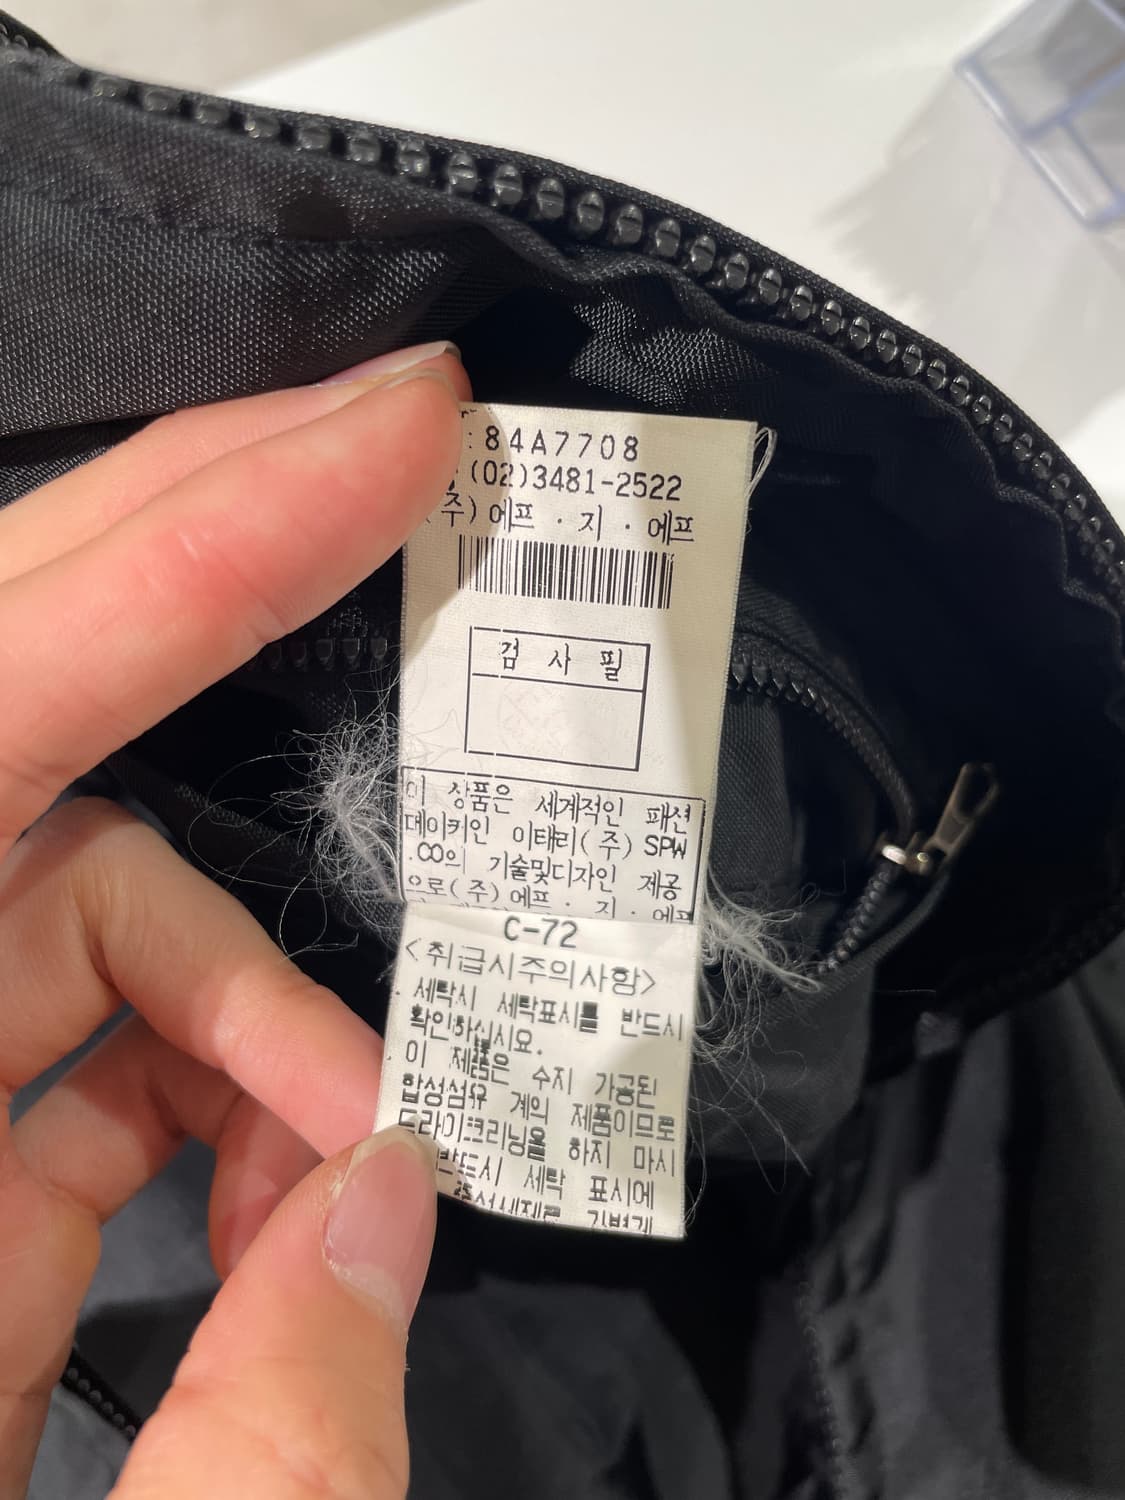 : 84A7708
(02)3481-2522
(주) 에프 · 지 · 에프
검 사 필
이 상품은 세계적인 패션
메이커인 이태리(주) SPW
.CO의 기술및디자인 제공
으로(주) 에프 · 지 · 에프
C-72
<취급시주의사항>
세탁시 세탁표시를 반드시
확인하십시요.
이 제품은 수지 가공된
합성섬유 계의 제품이므로
드라이크리닝을 하지 마시
반드시 세탁 표시에